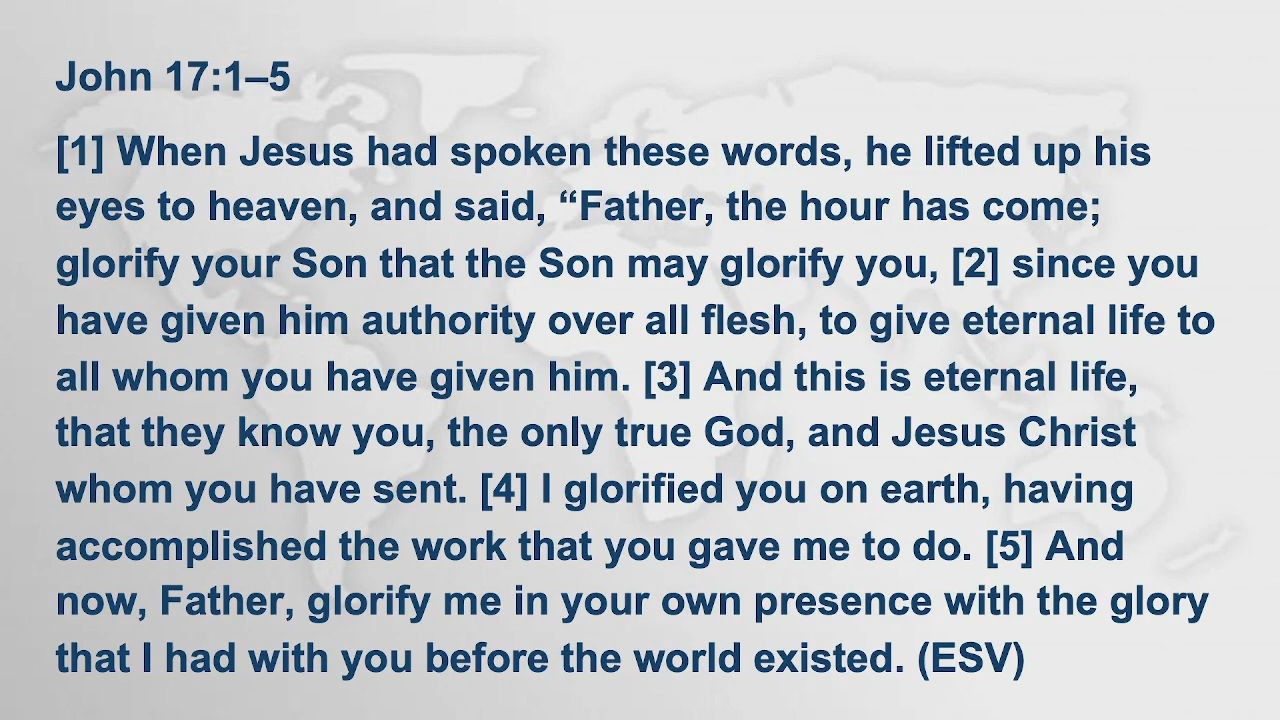 John 17:1–5
[1] When Jesus had spoken these words, he lifted up his
eyes to heaven, and said, “Father, the hour has come;
glorify your Son that the Son may glorify you, [2] since you
have given him authority over all flesh, to give eternal life to
all whom you have given him. [3] And this is eternal life,
that they know you, the only true God, and Jesus Christ
whom you have sent. [4] I glorified you on earth, having
accomplished the work that you gave me to do. [5] And
now, Father, glorify me in your own presence with the glory
that I had with you before the world existed. (ESV)